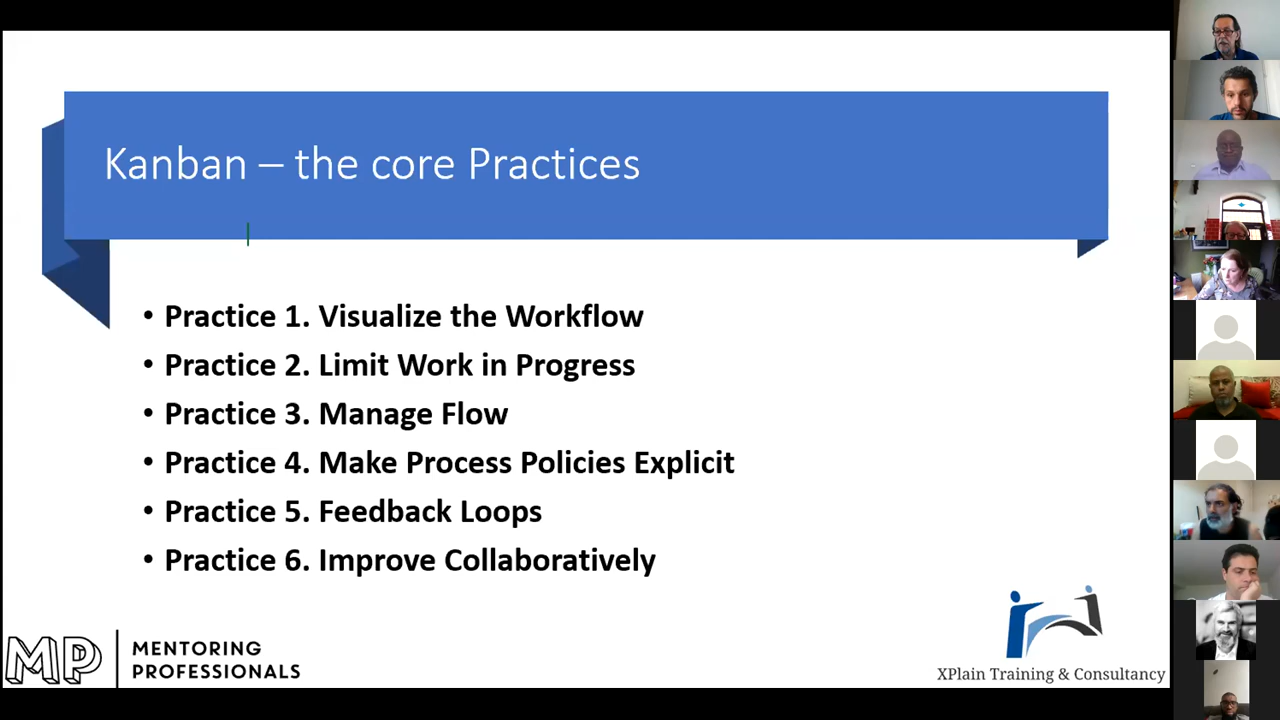 Kanban – the core Practices
• Practice 1. Visualize the Workflow
• Practice 2. Limit Work in Progress
• Practice 3. Manage Flow
• Practice 4. Make Process Policies Explicit
• Practice 5. Feedback Loops
• Practice 6. Improve Collaboratively
MP
MENTORING
PROFESSIONALS
XPlain Training & Consultancy